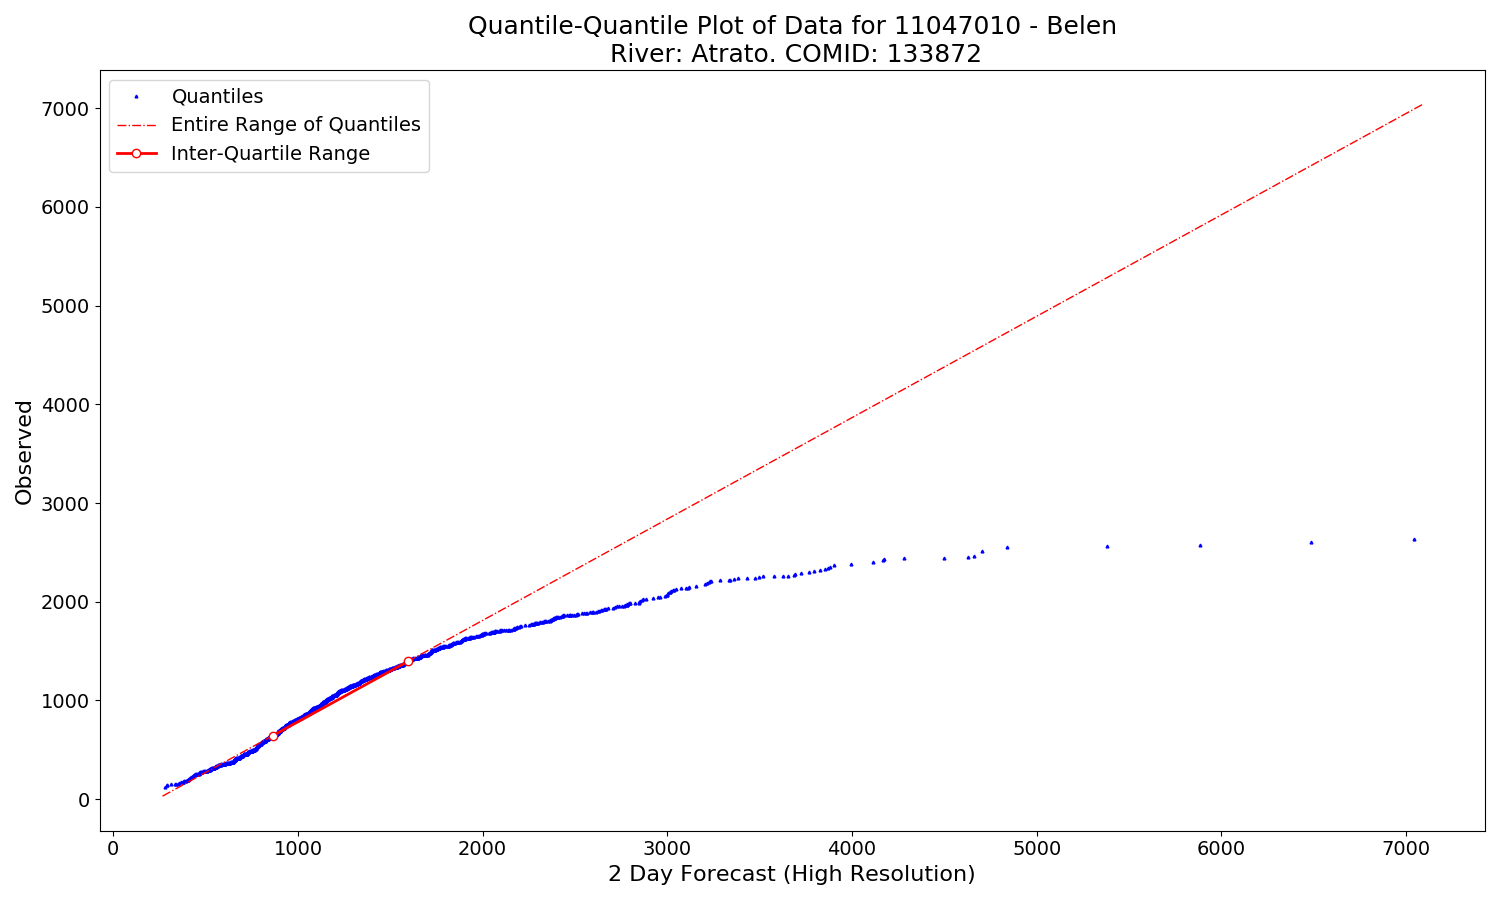 Quantile-Quantile Plot of Data for 11047010 - Belen
River: Atrato. COMID: 133872
Quantiles
Entire Range of Quantiles
Inter-Quartile Range
7000
6000
5000
4000
3000
2000
1000
0
Observed
0 1000 2000 3000 4000 5000 6000 7000
2 Day Forecast (High Resolution)